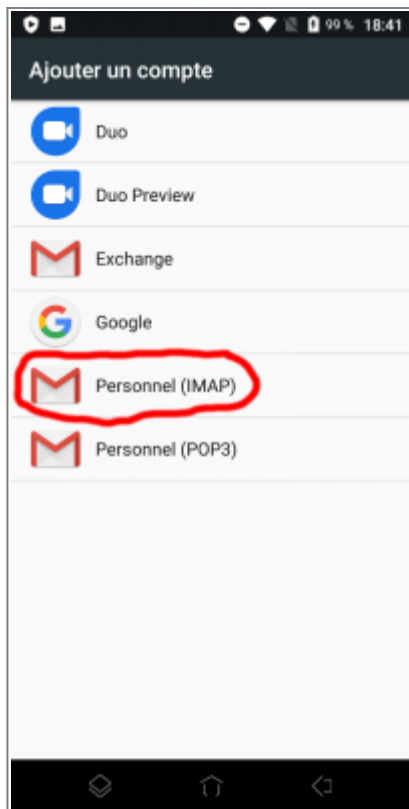 99 % 18:41
Ajouter un compte
Duo
Duo Preview
Exchange
Google
Personnel (IMAP)
Personnel (POP3)